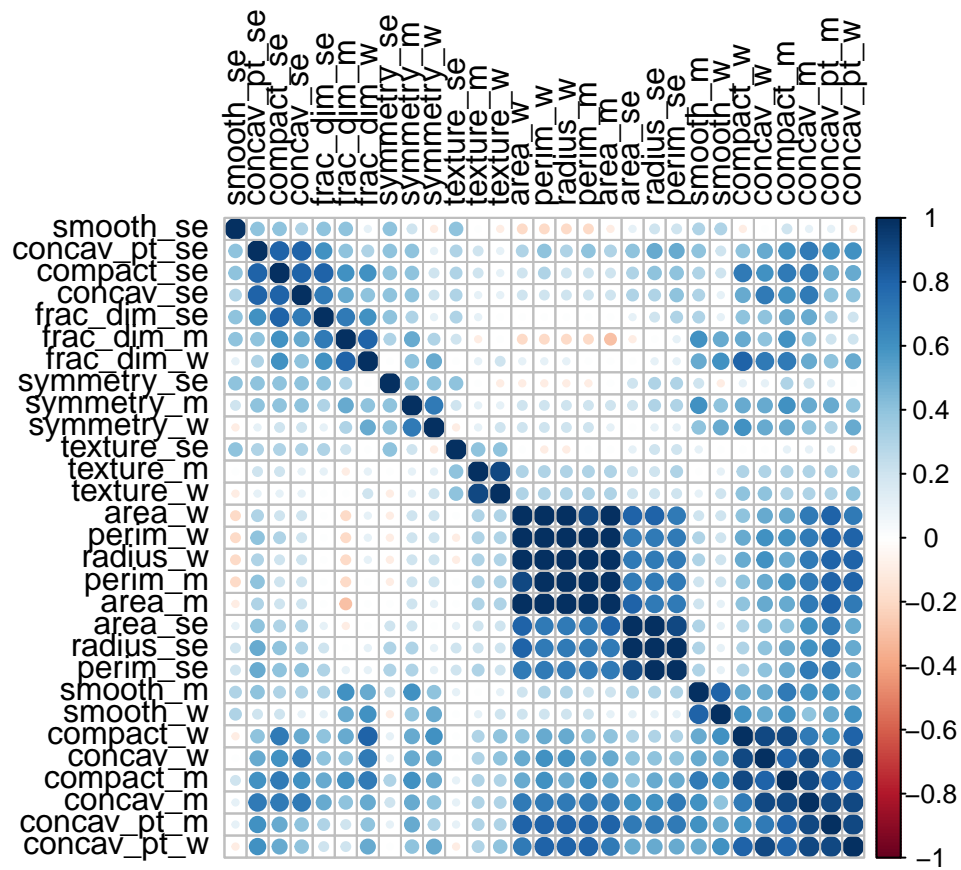 smooth_se
concav_pt_se
compact_se
concav_se
frac_dim_se
frac_dim_m
frac_dim_w
symmetry_se
symmetry_m
symmetry_w
texture_se
texture_m
texture_w
area_w
perim_w
radius_w
perim_m
area_m
area_se
radius_se
perim_se
smooth_m
smooth_w
compact_w
concav_w
compact_m
concav_m
concav_pt_m
concav_pt_w
smooth_se
concav_pt_se
compact_se
concav_se
frac_dim_se
frac_dim_m
frac_dim_w
symmetry_se
symmetry_m
symmetry_w
texture_se
texture_m
texture_w
area_w
perim_w
radius_w
perim_m
area_m
area_se
radius_se
perim_se
smooth_m
smooth_w
compact_w
concav_w
compact_m
concav_m
concav_pt_m
concav_pt_w
1
0.8
0.6
0.4
0.2
0
−0.2
−0.4
−0.6
−0.8
−1